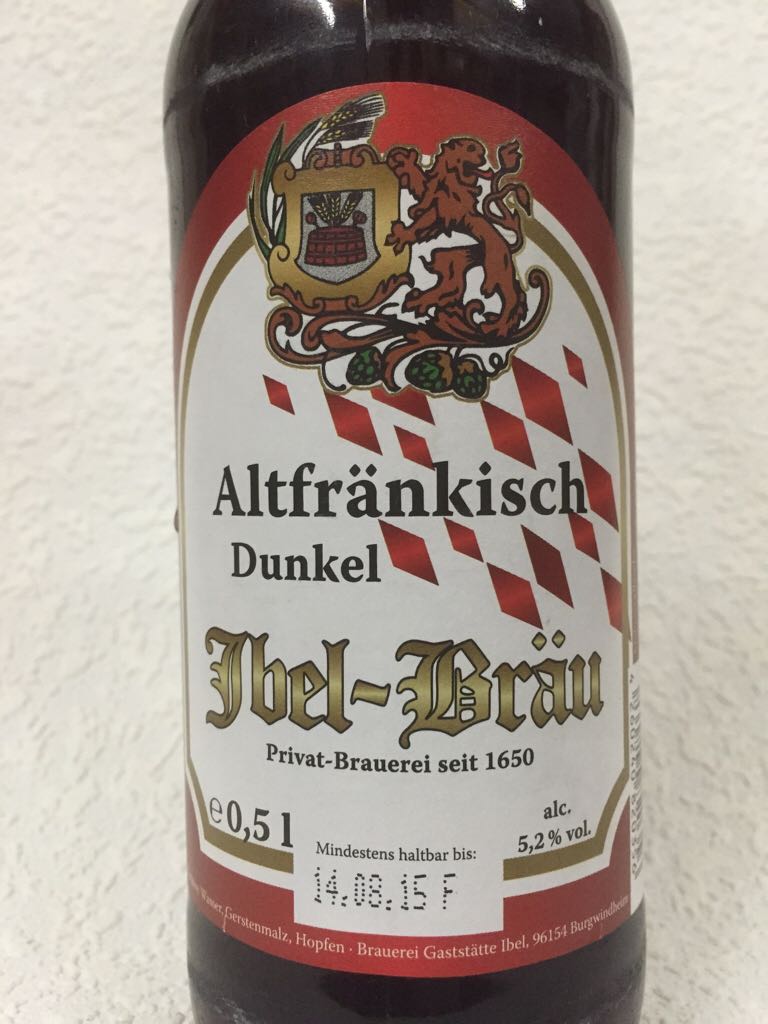 Altfränkisch
Dunkel
Ibel-Bräu
Privat-Brauerei seit 1650
e 0,5 l
alc.
5,2 % vol.
Mindestens haltbar bis:
14.08.15 F
Wasser, Gerstenmalz, Hopfen · Brauerei Gaststätte Ibel, 96154 Burgwindheim